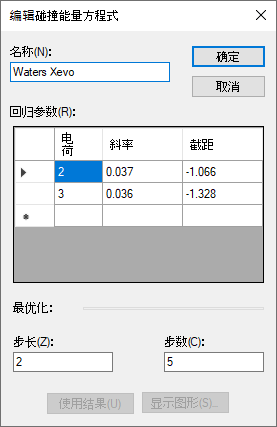 编辑碰撞能量方程式
名称(N):
Waters Xevo
确定
取消
回归参数(R):
电荷 斜率 截距
2 0.037 -1.066
3 0.036 -1.328
最优化:
步长(Z): 步数(C):
2 5
使用结果(U) 显示图形(S)...